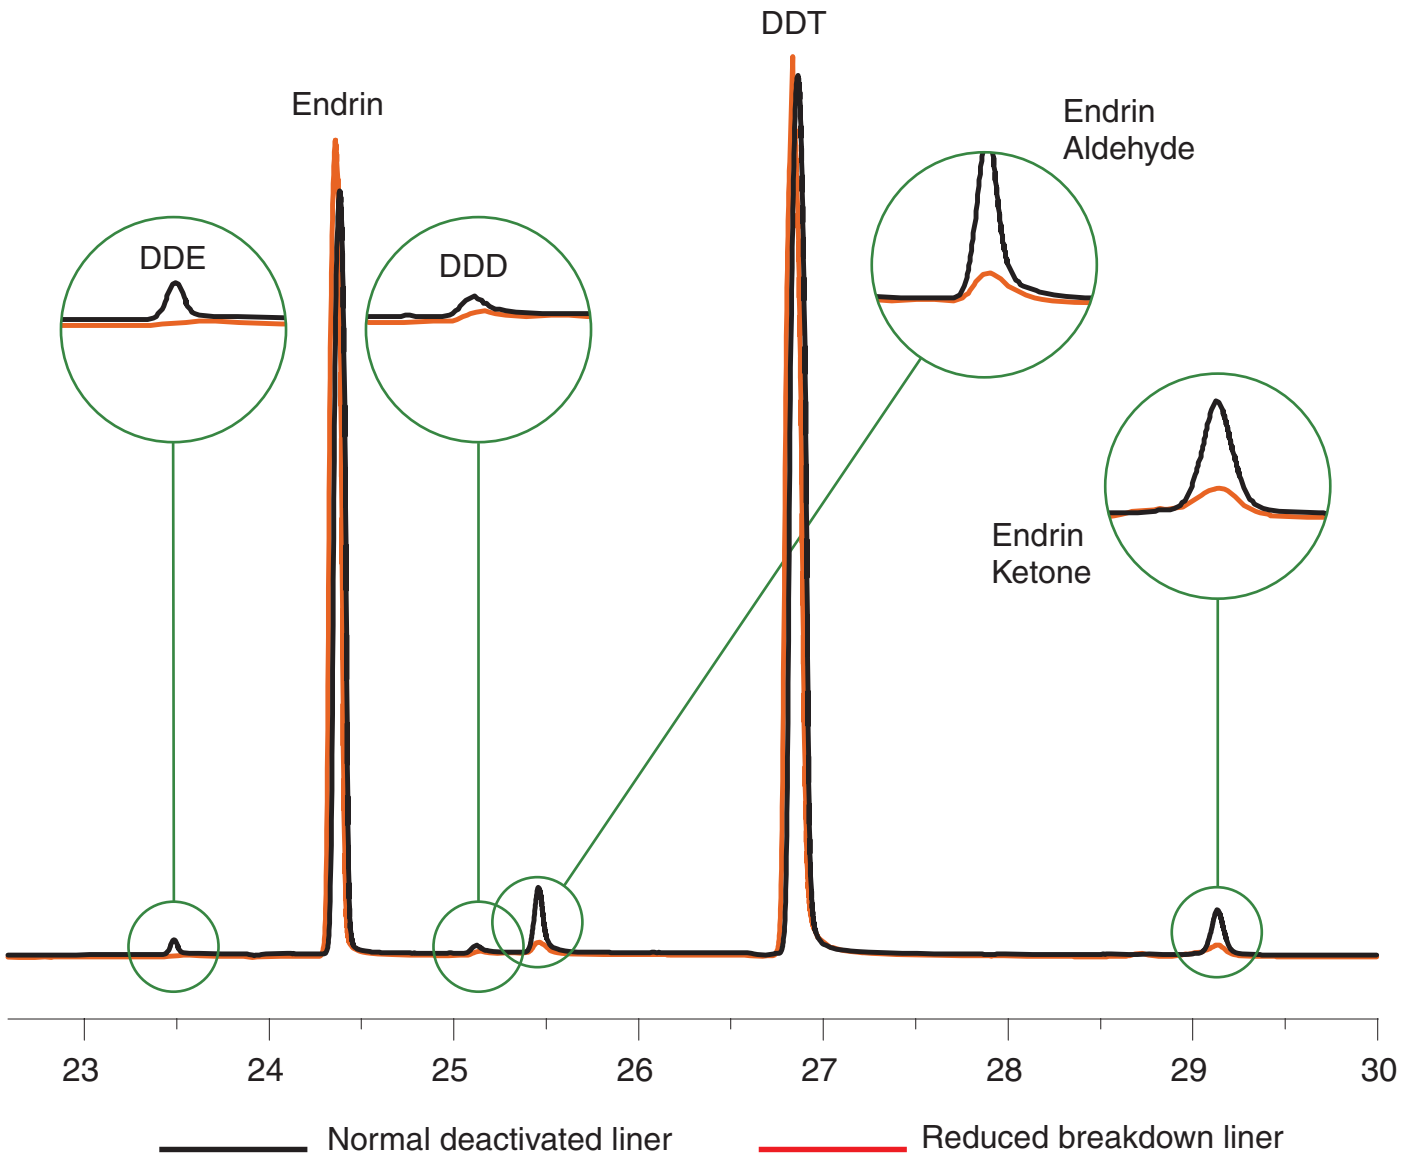 DDT
Endrin
Endrin
Aldehyde
DDE
DDD
Endrin
Ketone
23 24 25 26 27 28 29 30
Normal deactivated liner
Reduced breakdown liner